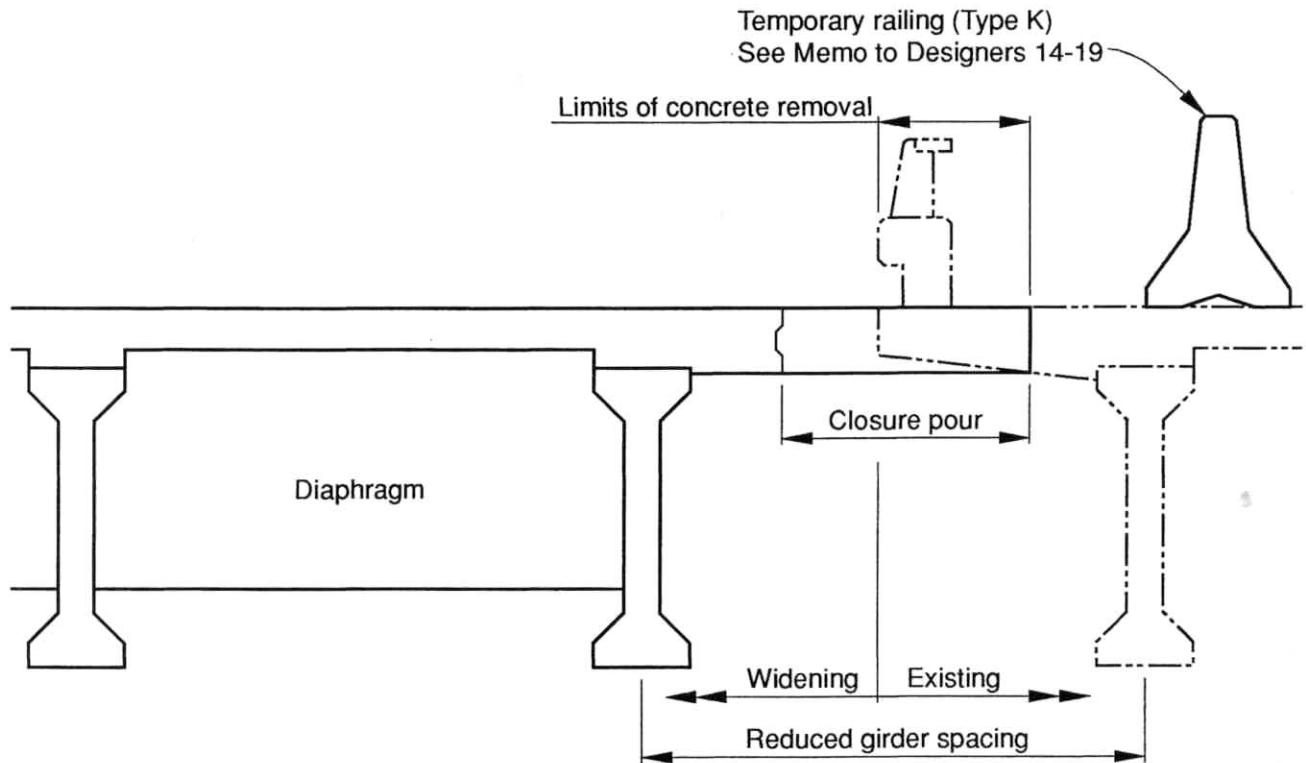 Temporary railing (Type K)
See Memo to Designers 14-19
Limits of concrete removal
Closure pour
Diaphragm
Widening
Existing
Reduced girder spacing